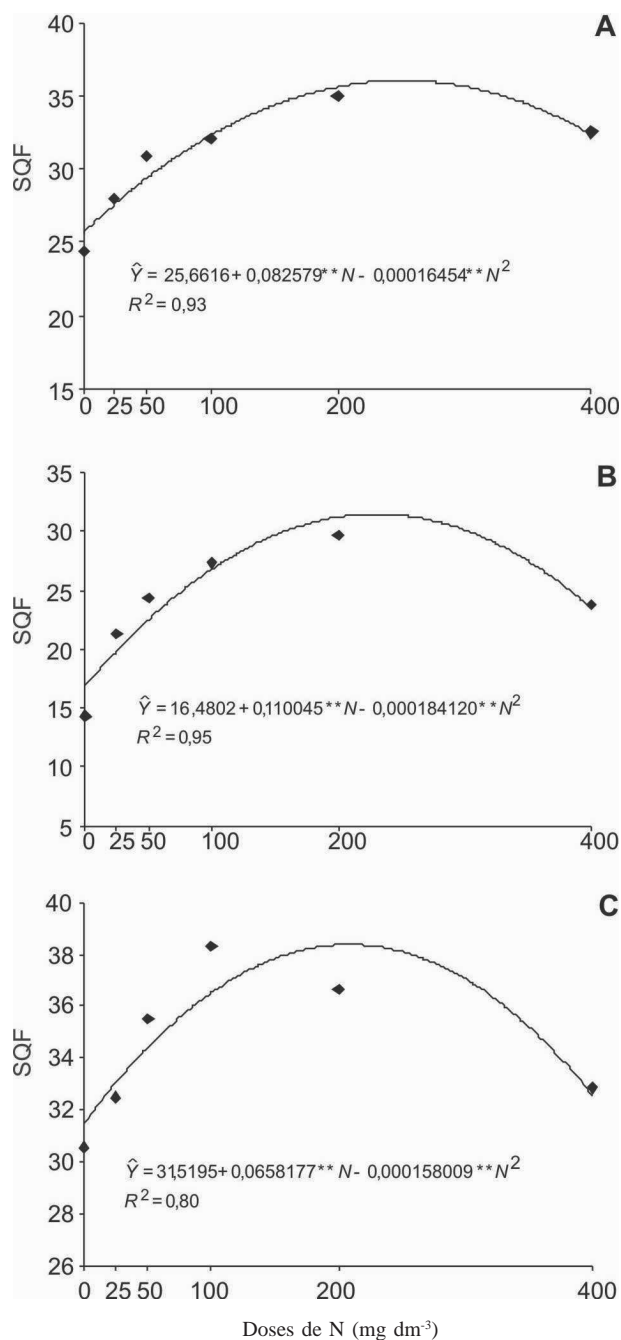 A
40
35
30
25
20
15
SQF
Ŷ = 25,6616 + 0,082579** N - 0,00016454** N²
R² = 0,93
0 25 50 100 200 400
B
35
30
25
20
15
10
5
SQF
Ŷ = 16,4802 + 0,110045** N - 0,000184120** N²
R² = 0,95
0 25 50 100 200 400
C
40
38
36
34
32
30
28
26
SQF
Ŷ = 31,5195 + 0,0658177** N - 0,000158009** N²
R² = 0,80
0 25 50 100 200 400
Doses de N (mg dm⁻³)